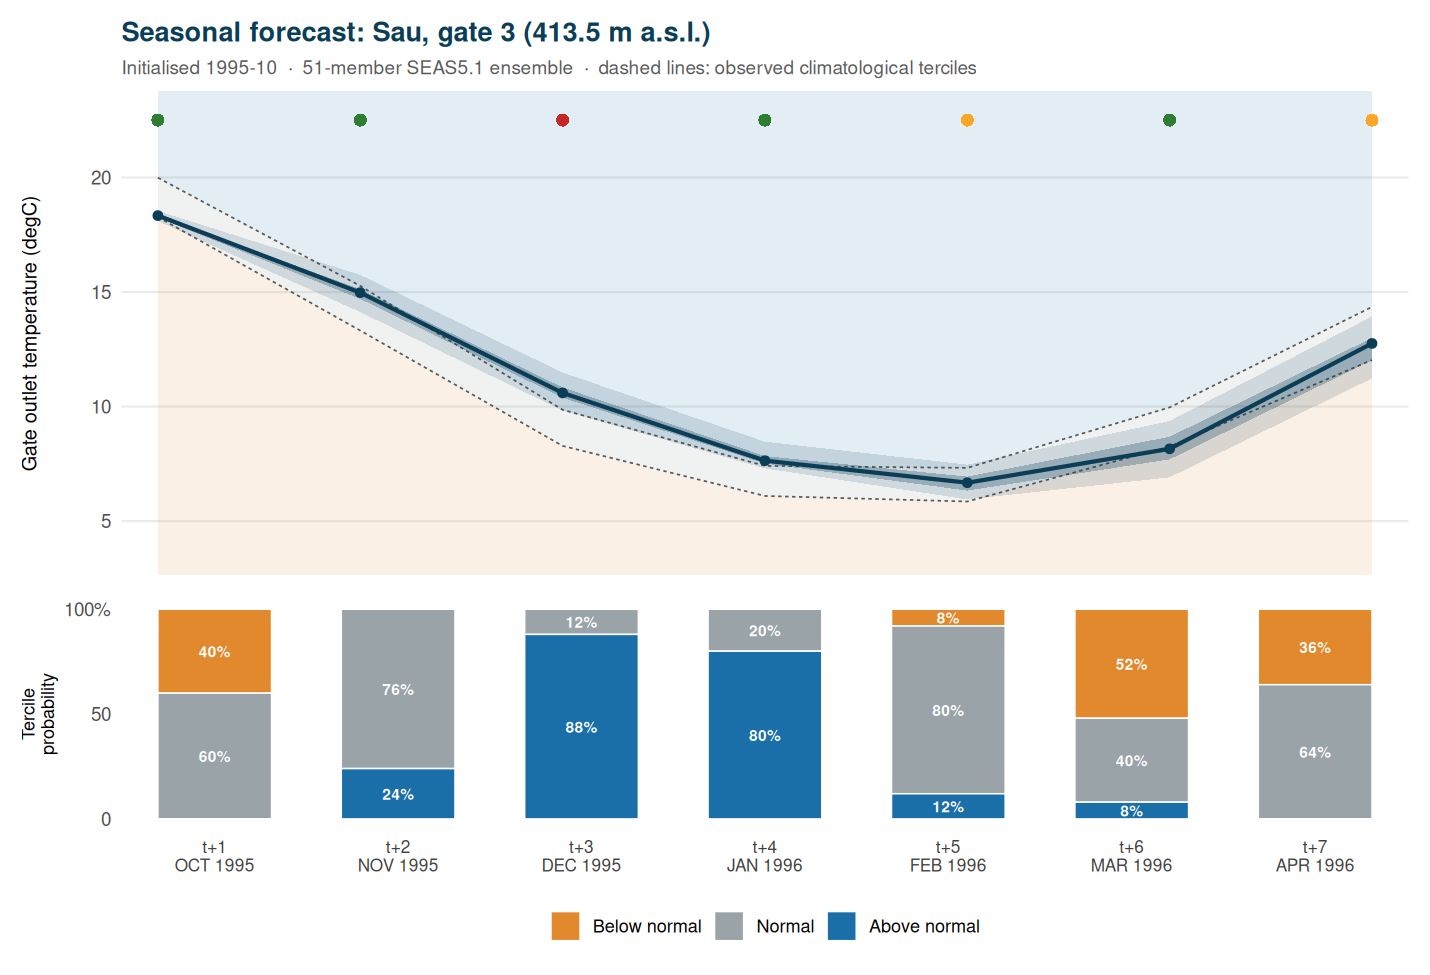 Seasonal forecast: Sau, gate 3 (413.5 m a.s.l.)
Initialised 1995-10 · 51-member SEAS5.1 ensemble · dashed lines: observed climatological terciles
Gate outlet temperature (degC)
20
15
10
5
Tercile
probability
100%
50
0
40%
60%
76%
24%
12%
88%
20%
80%
8%
80%
12%
52%
40%
8%
36%
64%
t+1
OCT 1995
t+2
NOV 1995
t+3
DEC 1995
t+4
JAN 1996
t+5
FEB 1996
t+6
MAR 1996
t+7
APR 1996
Below normal
Normal
Above normal